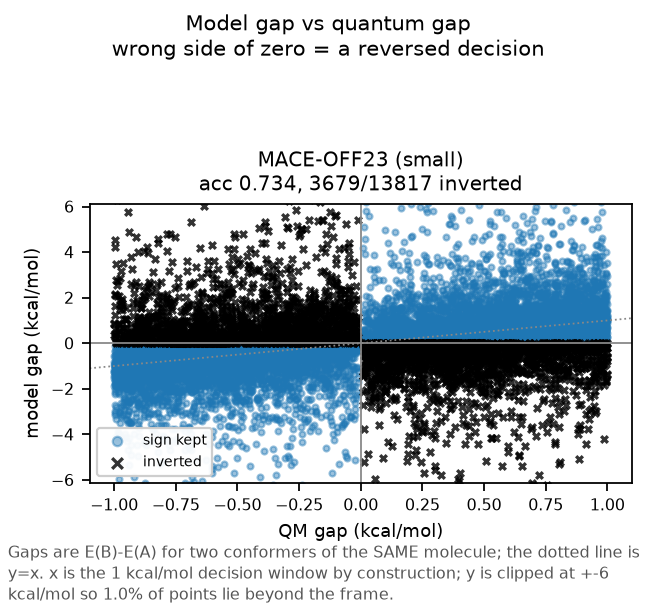 Model gap vs quantum gap
wrong side of zero = a reversed decision
MACE-OFF23 (small)
acc 0.734, 3679/13817 inverted
model gap (kcal/mol)
6
4
2
0
−2
−4
−6
sign kept
inverted
−1.00
−0.75
−0.50
−0.25
0.00
0.25
0.50
0.75
1.00
QM gap (kcal/mol)
Gaps are E(B)-E(A) for two conformers of the SAME molecule; the dotted line is
y=x. x is the 1 kcal/mol decision window by construction; y is clipped at +-6
kcal/mol so 1.0% of points lie beyond the frame.